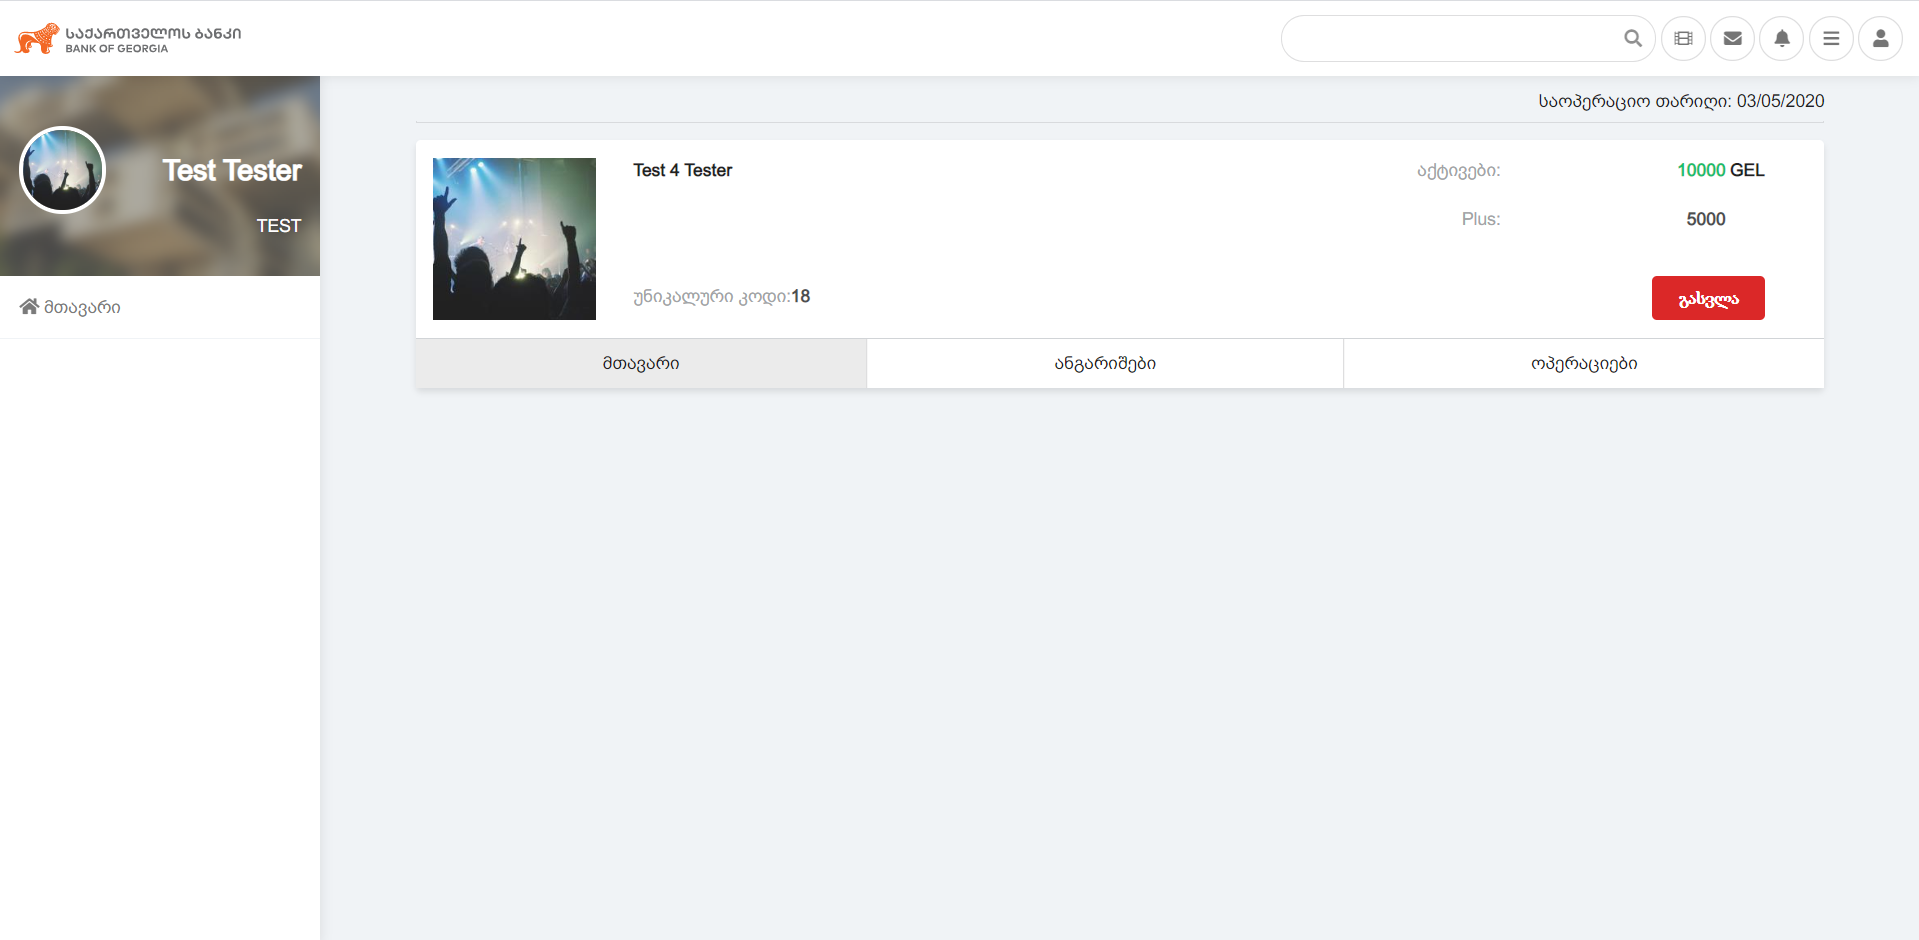 საქართველოს ბანკი
BANK OF GEORGIA
Test Tester
TEST
მთავარი
საოპერაციო თარიღი: 03/05/2020
Test 4 Tester
აქტივები: 10000 GEL
Plus: 5000
უნიკალური კოდი:18
გასვლა
მთავარი
ანგარიშები
ოპერაციები